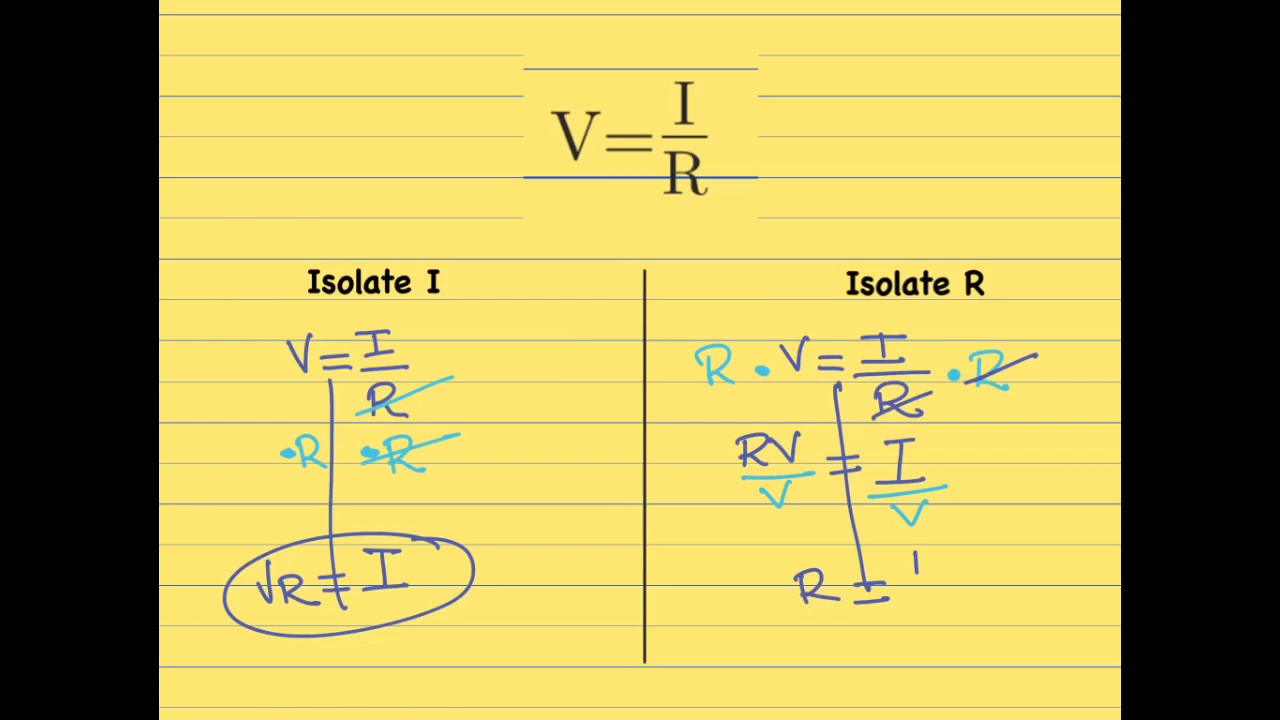 V=I/R
Isolate I
V = I/R
·R ·R
VR = I
Isolate R
R · V = I/R · R
RV/V = I/V
R =